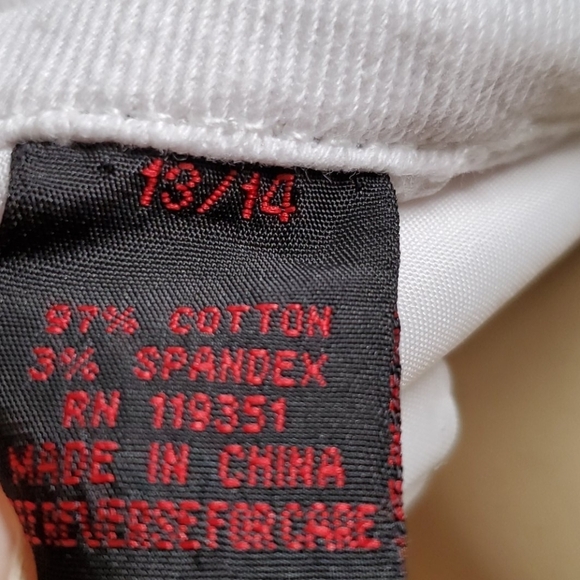 13/14
97% COTTON
3% SPANDEX
RN 119351
MADE IN CHINA
REVERSE FOR CARE